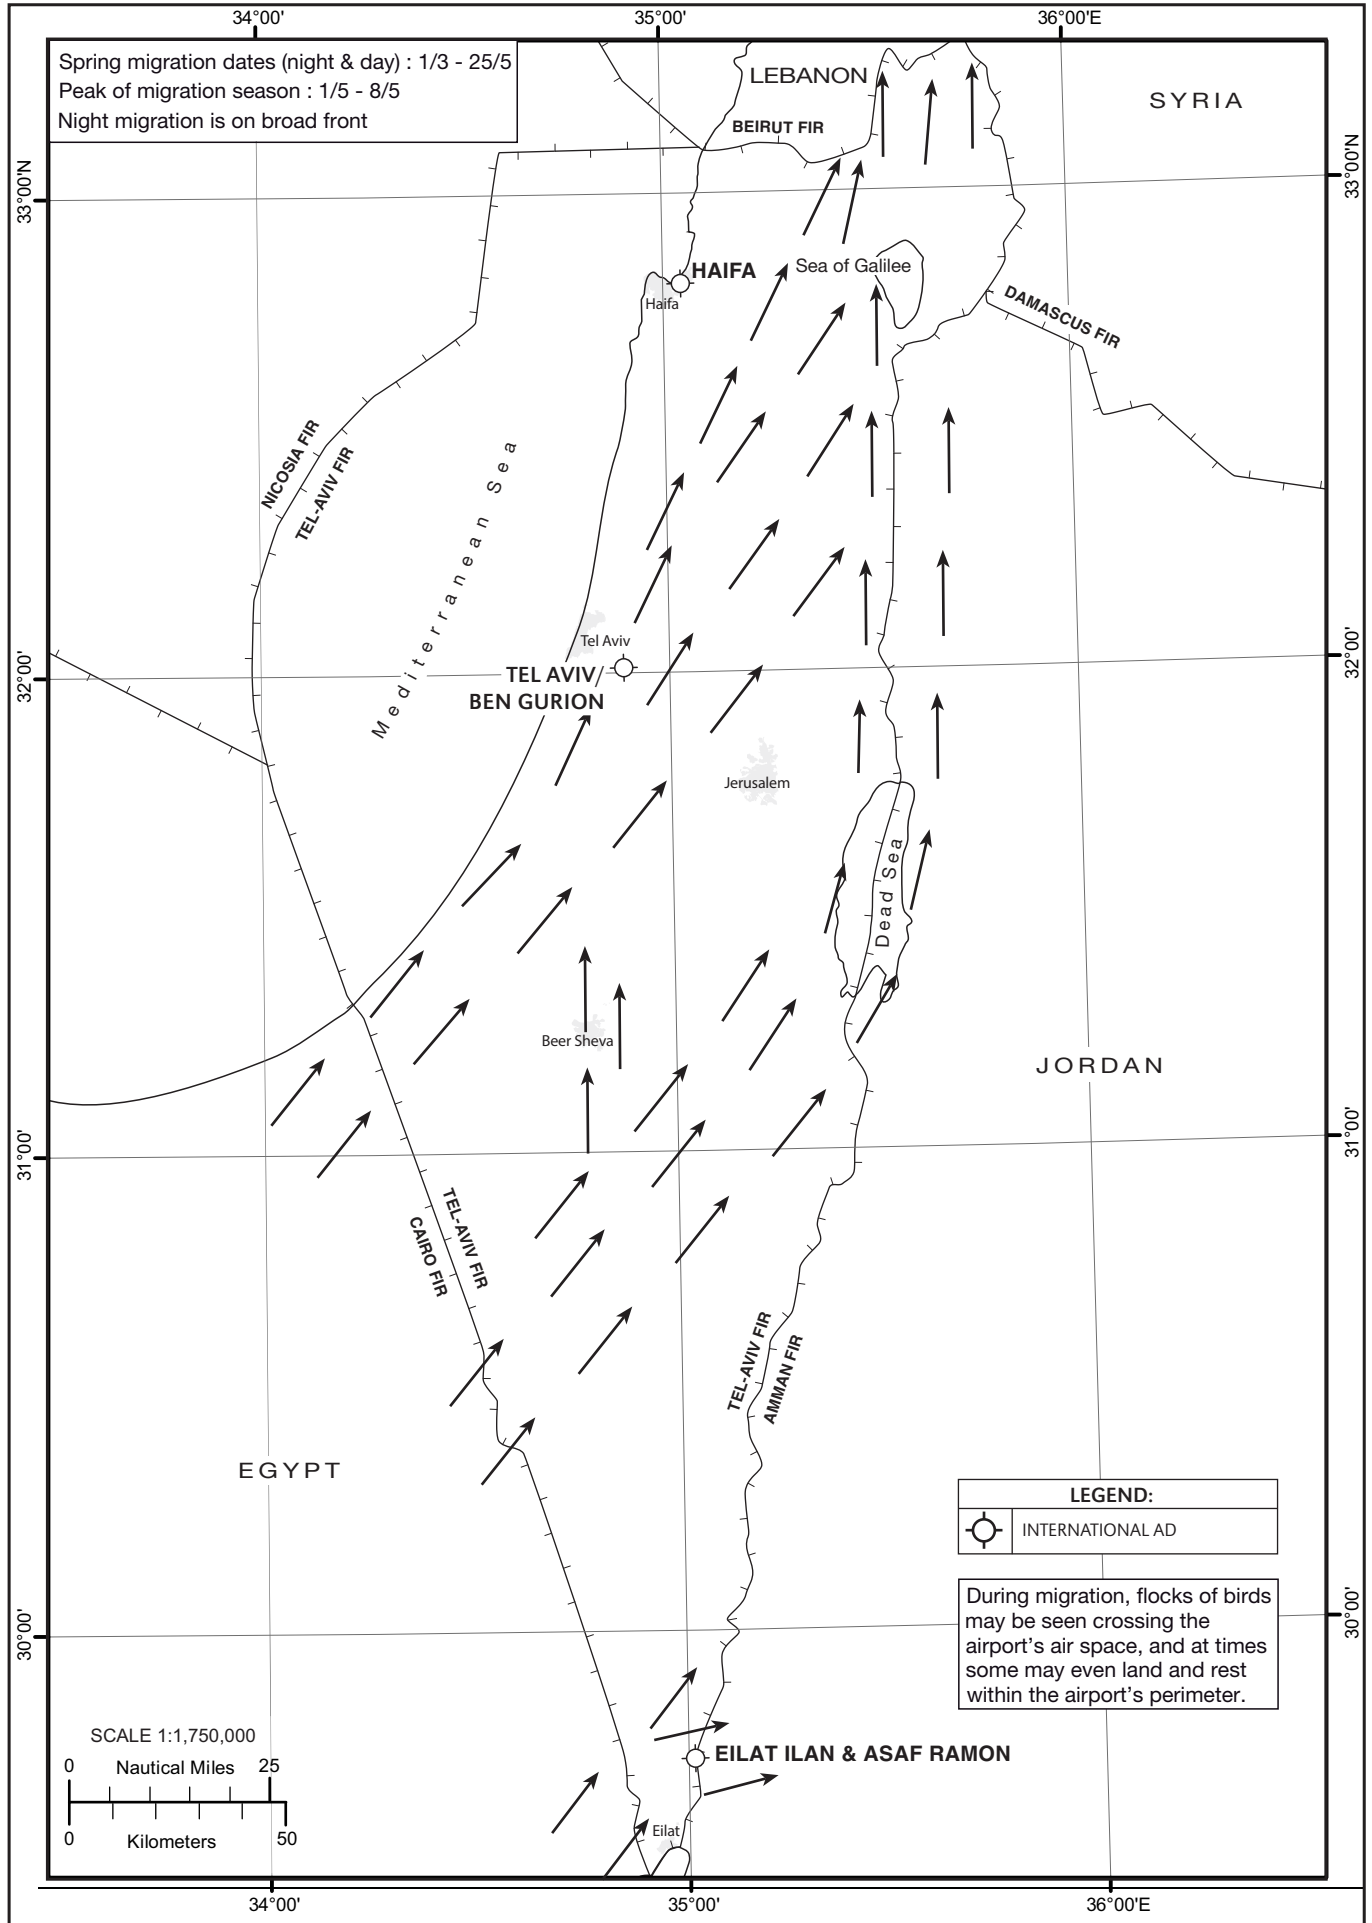 34°00'
35°00'
36°00'E
Spring migration dates (night & day) : 1/3 - 25/5
Peak of migration season : 1/5 - 8/5
Night migration is on broad front
LEBANON
SYRIA
BEIRUT FIR
33°00'N
33°00'N
HAIFA
Haifa
Sea of Galilee
DAMASCUS FIR
NICOSIA FIR
TEL-AVIV FIR
Mediterranean Sea
Tel Aviv
32°00'
32°00'
TEL AVIV/
BEN GURION
Jerusalem
Dead Sea
Beer Sheva
JORDAN
31°00'
31°00'
TEL-AVIV FIR
CAIRO FIR
TEL-AVIV FIR
AMMAN FIR
EGYPT
LEGEND:
INTERNATIONAL AD
During migration, flocks of birds
may be seen crossing the
airport's air space, and at times
some may even land and rest
within the airport's perimeter.
30°00'
30°00'
SCALE 1:1,750,000
0 Nautical Miles 25
0 Kilometers 50
EILAT ILAN & ASAF RAMON
Eilat
34°00'
35°00'
36°00'E